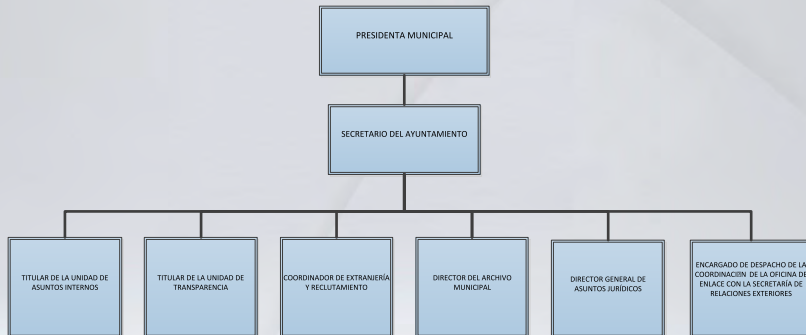 PRESIDENTA MUNICIPAL
SECRETARIO DEL AYUNTAMIENTO
TITULAR DE LA UNIDAD DE
ASUNTOS INTERNOS
TITULAR DE LA UNIDAD DE
TRANSPARENCIA
COORDINADOR DE EXTRANJERÍA
Y RECLUTAMIENTO
DIRECTOR DEL ARCHIVO
MUNICIPAL
DIRECTOR GENERAL DE
ASUNTOS JURÍDICOS
ENCARGADO DE DESPACHO DE LA
COORDINACIÓN DE LA OFICINA DE
ENLACE CON LA SECRETARÍA DE
RELACIONES EXTERIORES